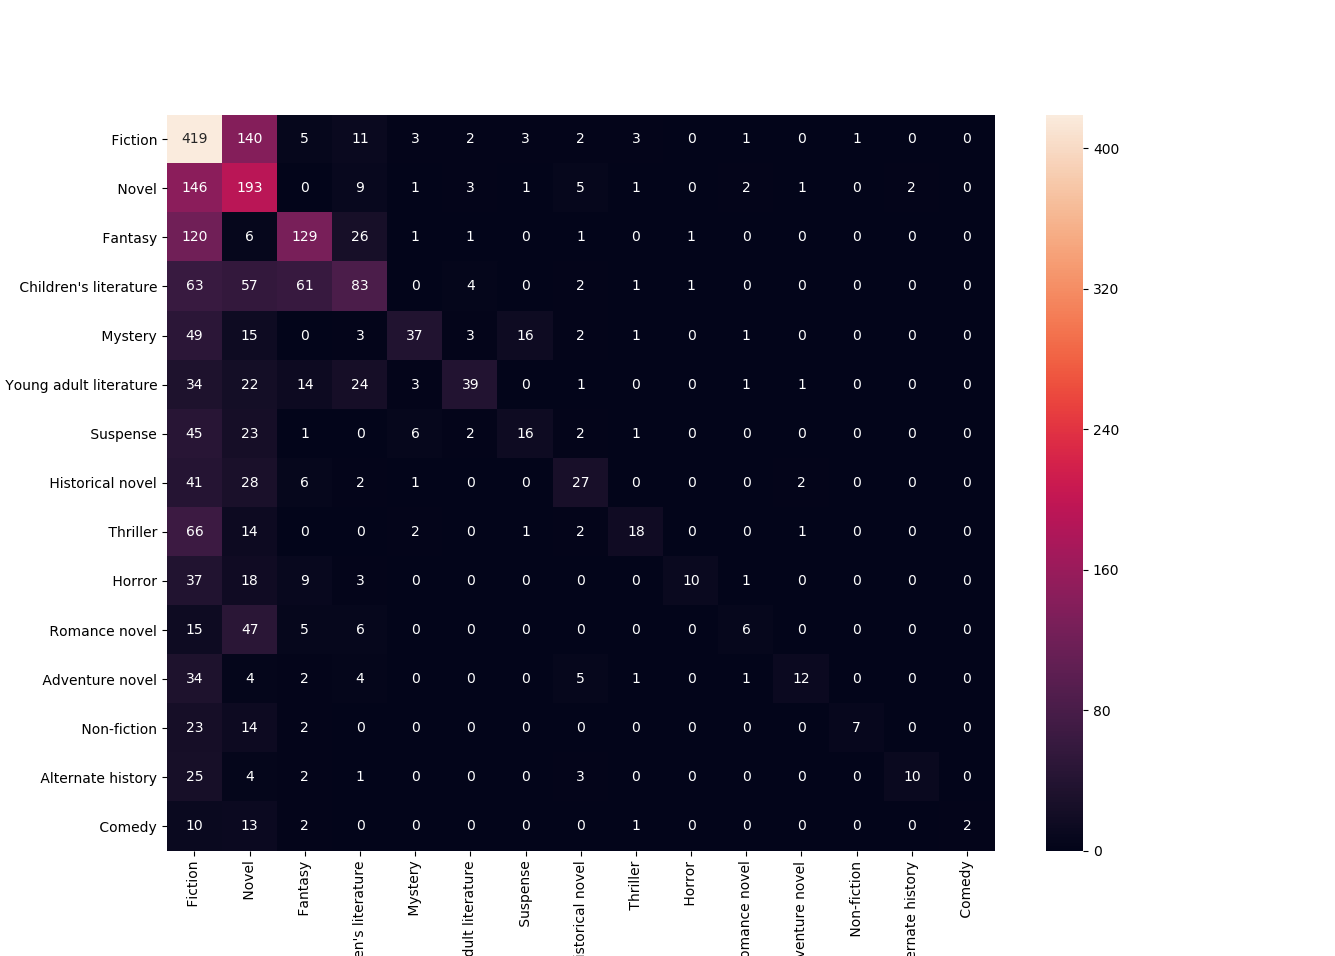 Fiction 419 140 5 11 3 2 3 2 3 0 1 0 1 0 0
Novel 146 193 0 9 1 3 1 5 1 0 2 1 0 2 0
Fantasy 120 6 129 26 1 1 0 1 0 1 0 0 0 0 0
Children's literature 63 57 61 83 0 4 0 2 1 1 0 0 0 0 0
Mystery 49 15 0 3 37 3 16 2 1 0 1 0 0 0 0
Young adult literature 34 22 14 24 3 39 0 1 0 0 1 1 0 0 0
Suspense 45 23 1 0 6 2 16 2 1 0 0 0 0 0 0
Historical novel 41 28 6 2 1 0 0 27 0 0 0 2 0 0 0
Thriller 66 14 0 0 2 0 1 2 18 0 0 1 0 0 0
Horror 37 18 9 3 0 0 0 0 0 10 1 0 0 0 0
Romance novel 15 47 5 6 0 0 0 0 0 0 6 0 0 0 0
Adventure novel 34 4 2 4 0 0 0 5 1 0 1 12 0 0 0
Non-fiction 23 14 2 0 0 0 0 0 0 0 0 0 7 0 0
Alternate history 25 4 2 1 0 0 0 3 0 0 0 0 0 10 0
Comedy 10 13 2 0 0 0 0 0 1 0 0 0 0 0 2
Fiction
Novel
Fantasy
en's literature
Mystery
dult literature
Suspense
istorical novel
Thriller
Horror
omance novel
venture novel
Non-fiction
ernate history
Comedy
400
320
240
160
80
0